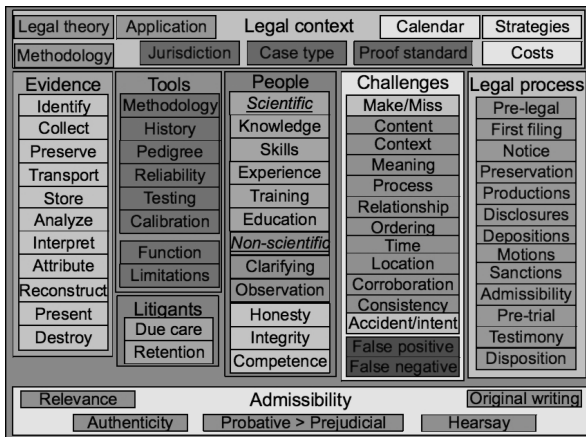 Legal theory Application Legal context Calendar Strategies
Methodology Jurisdiction Case type Proof standard Costs
Evidence
Identify
Collect
Preserve
Transport
Store
Analyze
Interpret
Attribute
Reconstruct
Present
Destroy
Tools
Methodology
History
Pedigree
Reliability
Testing
Calibration
Function
Limitations
Litigants
Due care
Retention
People
Scientific
Knowledge
Skills
Experience
Training
Education
Non-scientific
Clarifying
Observation
Honesty
Integrity
Competence
Challenges
Make/Miss
Content
Context
Meaning
Process
Relationship
Ordering
Time
Location
Corroboration
Consistency
Accident/intent
False positive
False negative
Legal process
Pre-legal
First filing
Notice
Preservation
Productions
Disclosures
Depositions
Motions
Sanctions
Admissibility
Pre-trial
Testimony
Disposition
Relevance Admissibility Original writing
Authenticity Probative > Prejudicial Hearsay